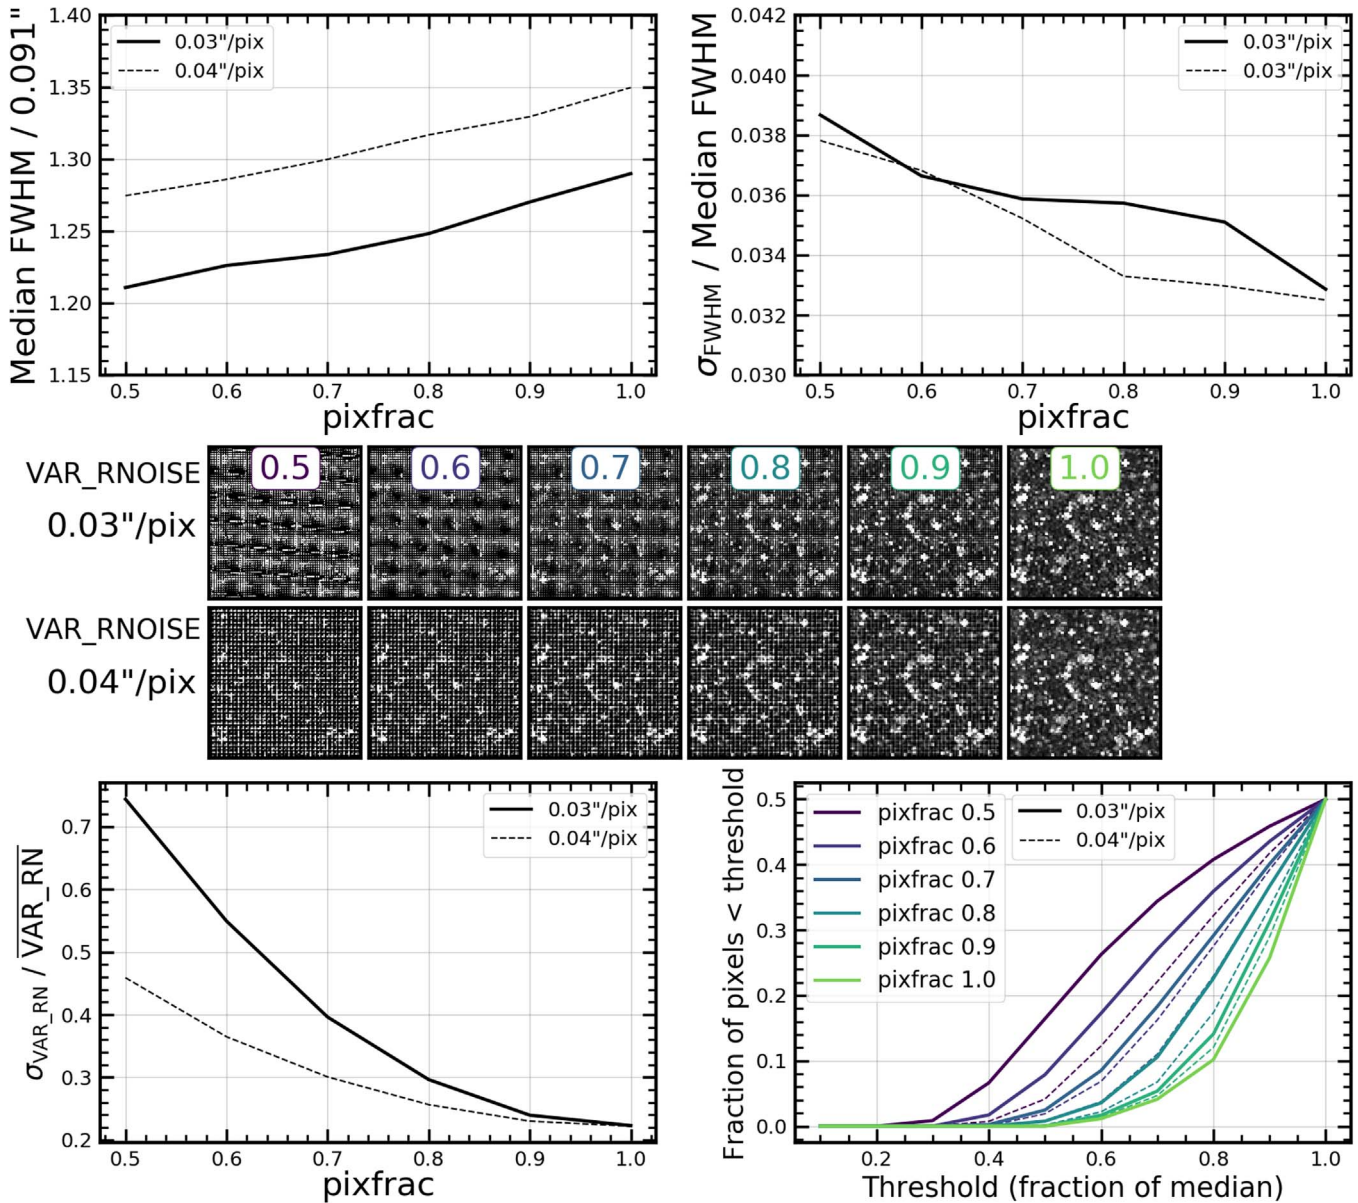 Median FWHM / 0.091"
1.40
1.35
1.30
1.25
1.20
1.15
0.03"/pix
0.04"/pix
0.5 0.6 0.7 0.8 0.9 1.0
pixfrac
σFWHM / Median FWHM
0.042
0.040
0.038
0.036
0.034
0.032
0.030
0.03"/pix
0.03"/pix
0.5 0.6 0.7 0.8 0.9 1.0
pixfrac
VAR_RNOISE
0.03"/pix
0.5 0.6 0.7 0.8 0.9 1.0
VAR_RNOISE
0.04"/pix
σVAR_RN / VAR_RN
0.7
0.6
0.5
0.4
0.3
0.2
0.03"/pix
0.04"/pix
0.5 0.6 0.7 0.8 0.9 1.0
pixfrac
Fraction of pixels < threshold
0.5
0.4
0.3
0.2
0.1
0.0
pixfrac 0.5
pixfrac 0.6
pixfrac 0.7
pixfrac 0.8
pixfrac 0.9
pixfrac 1.0
0.03"/pix
0.04"/pix
0.2 0.4 0.6 0.8 1.0
Threshold (fraction of median)